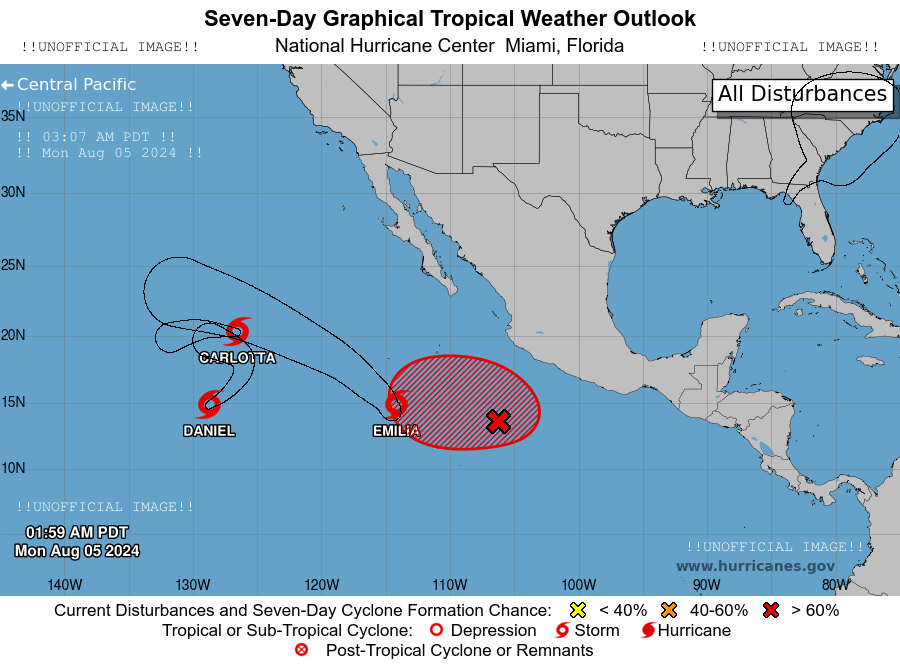 Seven-Day Graphical Tropical Weather Outlook
!!UNOFFICIAL IMAGE!! National Hurricane Center Miami, Florida !!UNOFFICIAL IMAGE!!
Central Pacific
All Disturbances
!!UNOFFICIAL IMAGE!!
35N
!! 03:07 AM PDT !!
!! Mon Aug 05 2024 !!
30N
25N
20N
CARLOTTA
15N
DANIEL
EMILIA
10N
!!UNOFFICIAL IMAGE!!
01:59 AM PDT
Mon Aug 05 2024
!!UNOFFICIAL IMAGE!!
www.hurricanes.gov
140W 130W 120W 110W 100W 90W 80W
Current Disturbances and Seven-Day Cyclone Formation Chance: < 40% 40-60% > 60%
Tropical or Sub-Tropical Cyclone: Depression Storm Hurricane
Post-Tropical Cyclone or Remnants